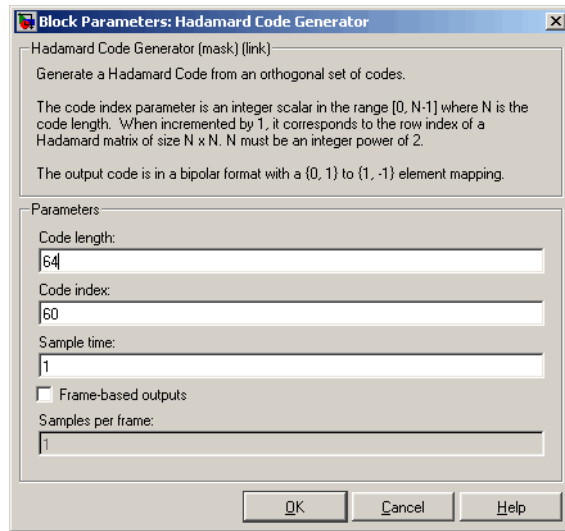 Block Parameters: Hadamard Code Generator
Hadamard Code Generator (mask) (link)
Generate a Hadamard Code from an orthogonal set of codes.
The code index parameter is an integer scalar in the range [0, N-1] where N is the
code length. When incremented by 1, it corresponds to the row index of a
Hadamard matrix of size N x N. N must be an integer power of 2.
The output code is in a bipolar format with a {0, 1} to {1, -1} element mapping.
Parameters
Code length:
64
Code index:
60
Sample time:
1
Frame-based outputs
Samples per frame:
1
OK Cancel Help